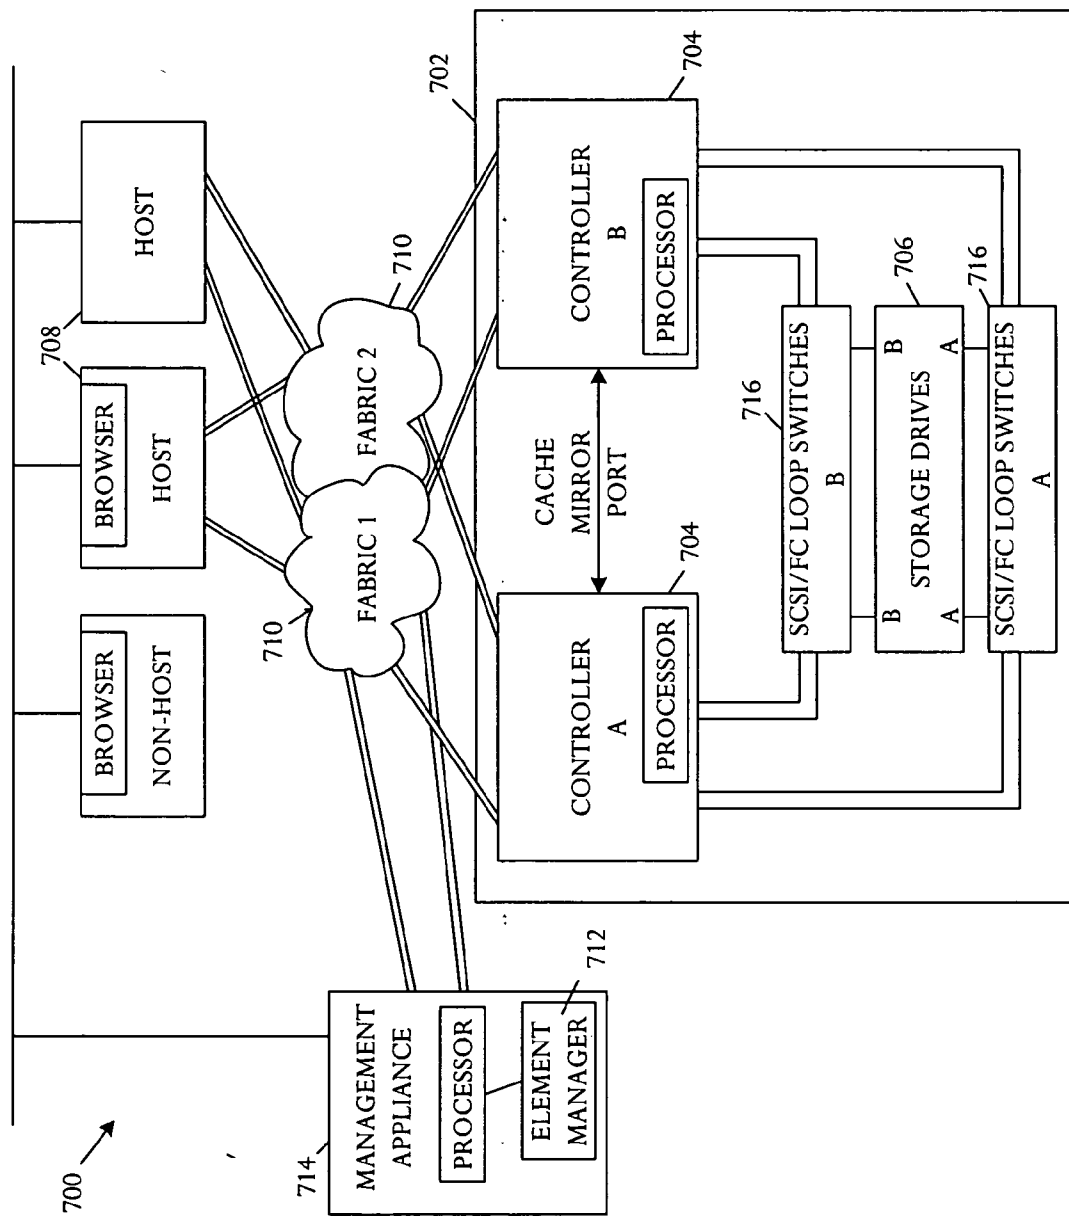 700
714
MANAGEMENT
APPLIANCE
PROCESSOR
ELEMENT
MANAGER
712
BROWSER
NON-HOST
BROWSER
HOST
708
HOST
710
FABRIC 1
FABRIC 2
710
702
CONTROLLER
A
PROCESSOR
704
CACHE
MIRROR
PORT
CONTROLLER
B
PROCESSOR
704
SCSI/FC LOOP SWITCHES
B
716
B
B
STORAGE DRIVES
A
A
706
SCSI/FC LOOP SWITCHES
A
716